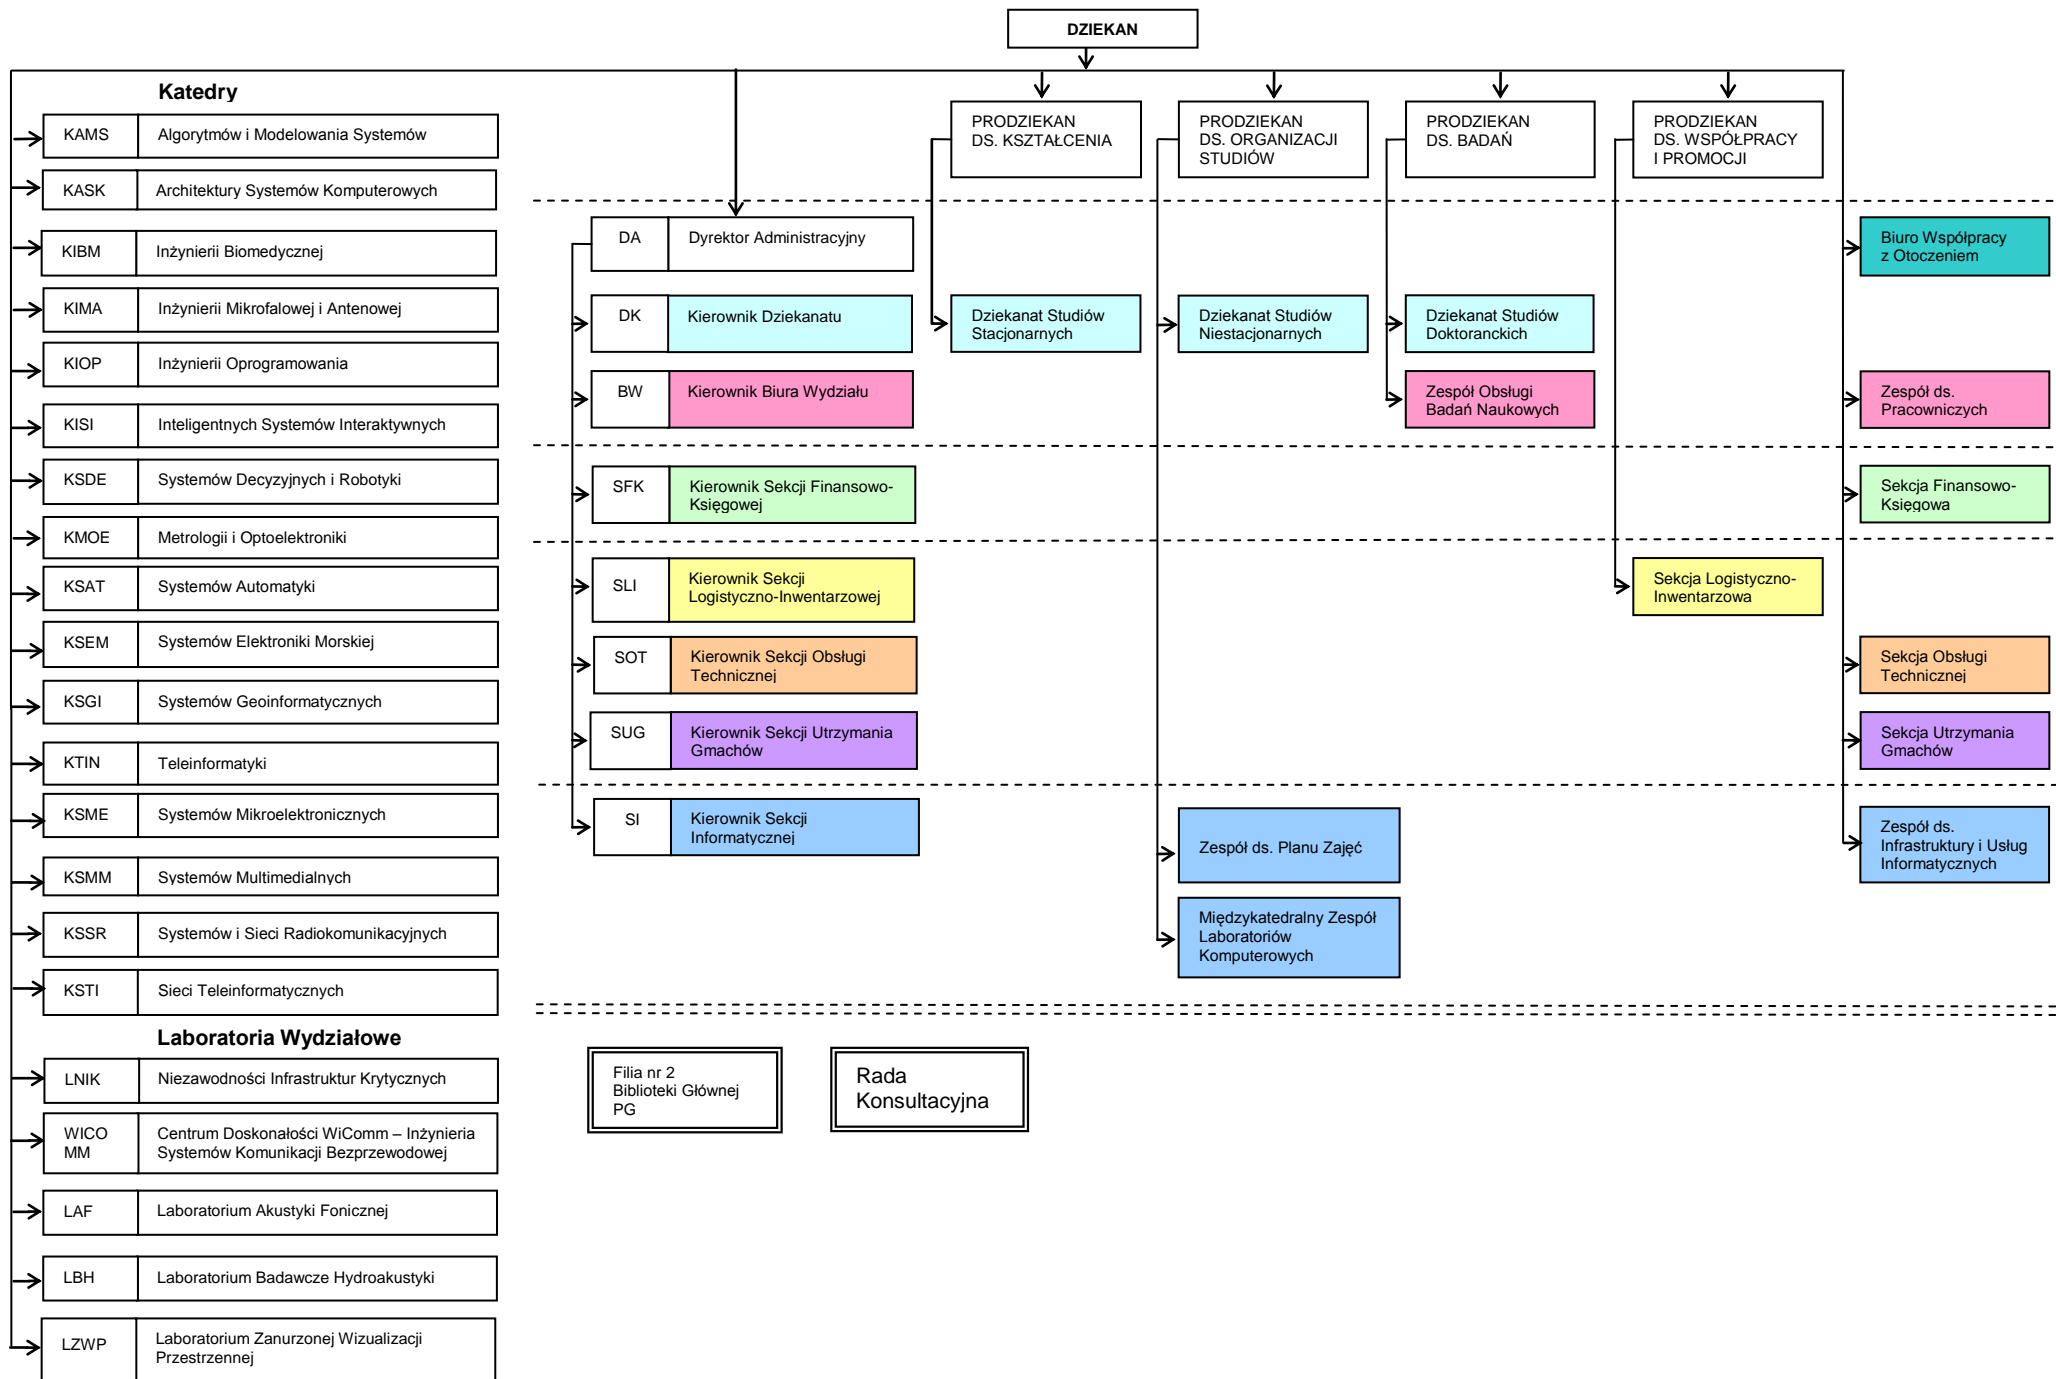 DZIEKAN
Katedry
KAMS Algorytmów i Modelowania Systemów
KASK Architektury Systemów Komputerowych
KIBM Inżynierii Biomedycznej
KIMA Inżynierii Mikrofalowej i Antenowej
KIOP Inżynierii Oprogramowania
KISI Inteligentnych Systemów Interaktywnych
KSDE Systemów Decyzyjnych i Robotyki
KMOE Metrologii i Optoelektroniki
KSAT Systemów Automatyki
KSEM Systemów Elektroniki Morskiej
KSGI Systemów Geoinformatycznych
KTIN Teleinformatyki
KSME Systemów Mikroelektronicznych
KSMM Systemów Multimedialnych
KSSR Systemów i Sieci Radiokomunikacyjnych
KSTI Sieci Teleinformatycznych
Laboratoria Wydziałowe
LNIK Niezawodności Infrastruktur Krytycznych
WICO Centrum Doskonałości WiComm – Inżynieria
MM Systemów Komunikacji Bezprzewodowej
LAF Laboratorium Akustyki Fonicznej
LBH Laboratorium Badawcze Hydroakustyki
LZWP Laboratorium Zanurzonej Wizualizacji
Przestrzennej
PRODZIEKAN
DS. KSZTAŁCENIA
PRODZIEKAN
DS. ORGANIZACJI
STUDIÓW
PRODZIEKAN
DS. BADAŃ
PRODZIEKAN
DS. WSPÓŁPRACY
I PROMOCJI
DA Dyrektor Administracyjny
Biuro Współpracy
z Otoczeniem
DK Kierownik Dziekanatu
Dziekanat Studiów
Stacjonarnych
Dziekanat Studiów
Niestacjonarnych
Dziekanat Studiów
Doktoranckich
BW Kierownik Biura Wydziału
Zespół Obsługi
Badań Naukowych
Zespół ds.
Pracowniczych
SFK Kierownik Sekcji Finansowo-
Księgowej
Sekcja Finansowo-
Księgowa
SLI Kierownik Sekcji
Logistyczno-Inwentarzowej
Sekcja Logistyczno-
Inwentarzowa
SOT Kierownik Sekcji Obsługi
Technicznej
Sekcja Obsługi
Technicznej
SUG Kierownik Sekcji Utrzymania
Gmachów
Sekcja Utrzymania
Gmachów
SI Kierownik Sekcji
Informatycznej
Zespół ds. Planu Zajęć
Zespół ds.
Infrastruktury i Usług
Informatycznych
Międzykatedralny Zespół
Laboratoriów
Komputerowych
Filia nr 2
Biblioteki Głównej
PG
Rada
Konsultacyjna